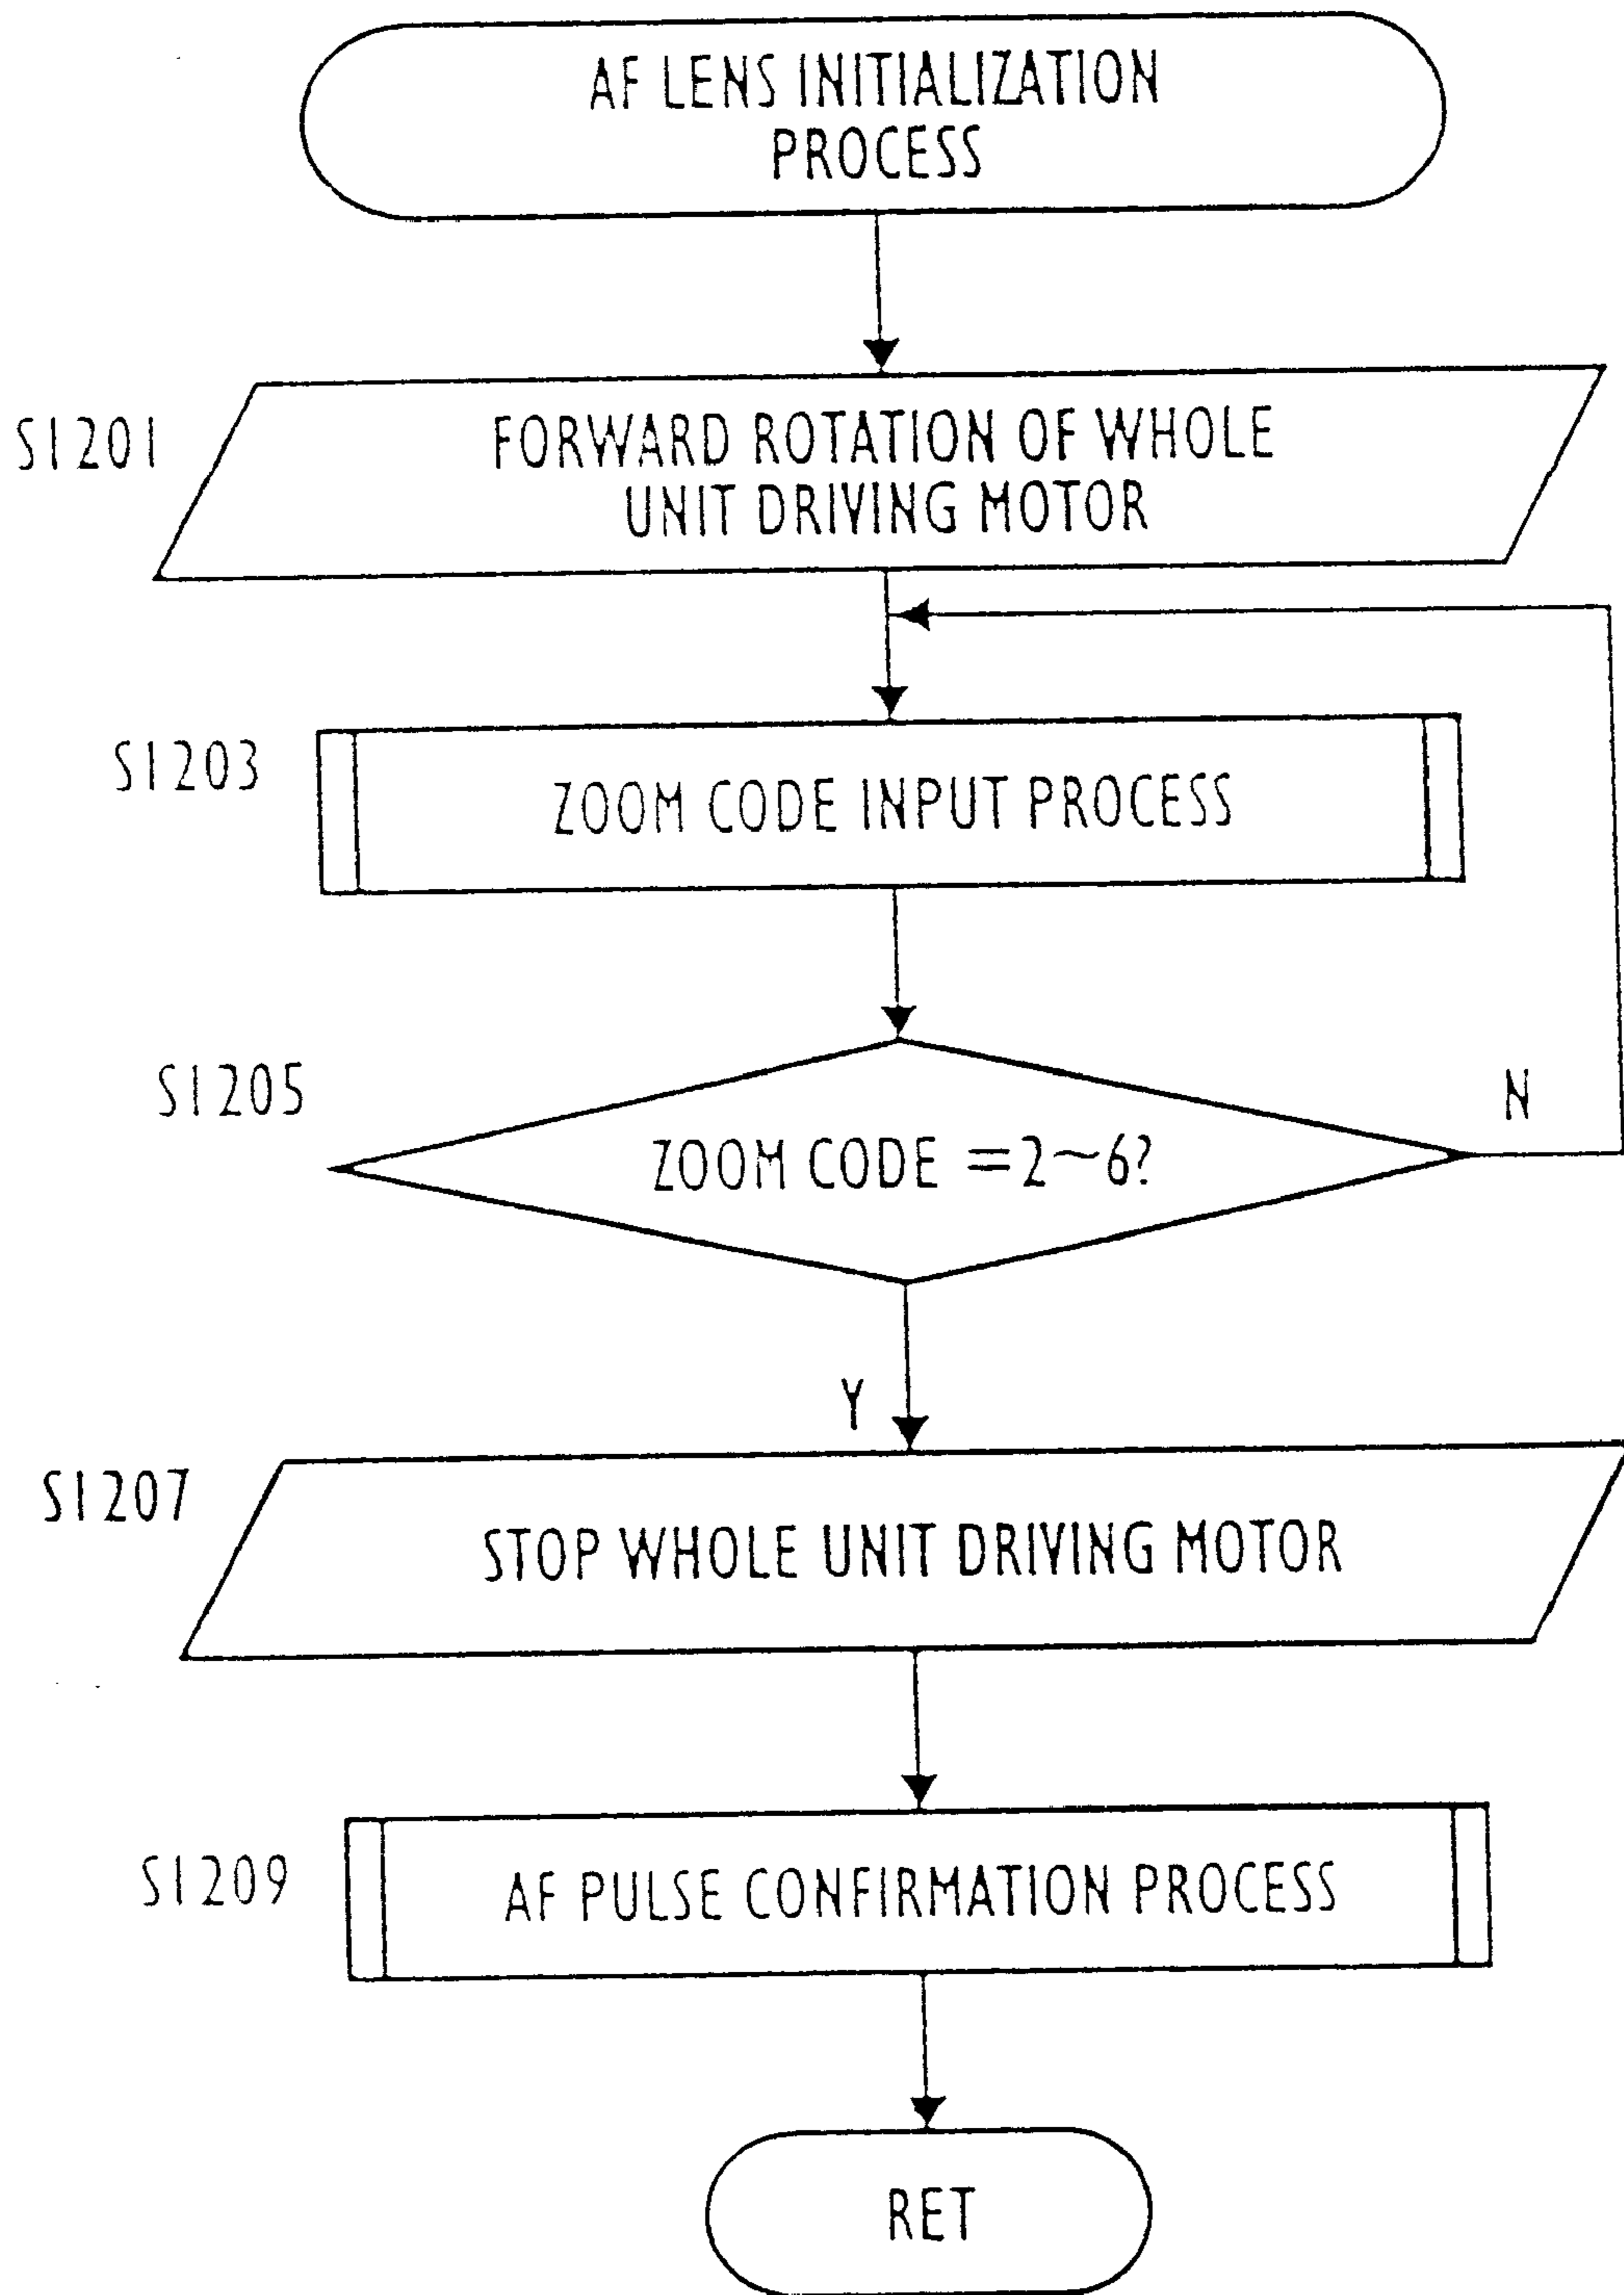 AF LENS INITIALIZATION
PROCESS
S1201
FORWARD ROTATION OF WHOLE
UNIT DRIVING MOTOR
S1203
ZOOM CODE INPUT PROCESS
S1205
ZOOM CODE =2~6?
N
Y
S1207
STOP WHOLE UNIT DRIVING MOTOR
S1209
AF PULSE CONFIRMATION PROCESS
RET